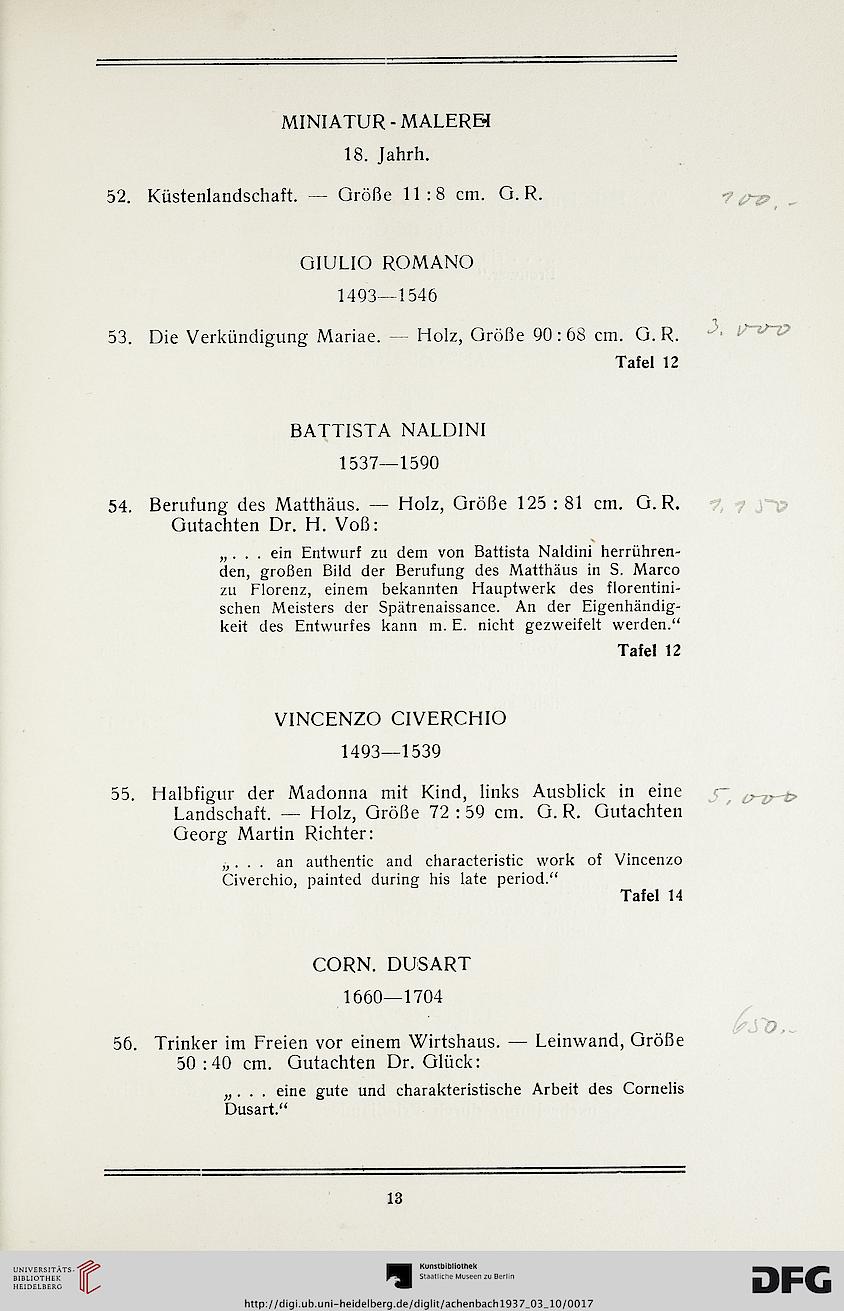 MINIATUR-MALEREI
18. Jahrh.
52. Küstenlandschaft. — Größe 11 : 8 cm. G. R. 100,-
GIULIO ROMANO
1493—1546
53. Die Verkündigung Mariae. — Holz, Größe 90 : 68 cm. G. R. 3.000
Tafel 12
BATTISTA NALDINI
1537—1590
54. Berufung des Matthäus. — Holz, Größe 125 : 81 cm. G. R. 1,150
Gutachten Dr. H. Voß:
„. . . ein Entwurf zu dem von Battista Naldini herrühren-
den, großen Bild der Berufung des Matthäus in S. Marco
zu Florenz, einem bekannten Hauptwerk des florentini-
schen Meisters der Spätrenaissance. An der Eigenhändig-
keit des Entwurfes kann m. E. nicht gezweifelt werden.“
Tafel 12
VINCENZO CIVERCHIO
1493—1539
55. Halbfigur der Madonna mit Kind, links Ausblick in eine 5,000
Landschaft. — Holz, Größe 72 : 59 cm. G. R. Gutachten
Georg Martin Richter:
„. . . an authentic and characteristic work of Vincenzo
Civerchio, painted during his late period.“
Tafel 14
CORN. DUSART
1660—1704
650.-
56. Trinker im Freien vor einem Wirtshaus. — Leinwand, Größe
50 : 40 cm. Gutachten Dr. Glück:
„. . . eine gute und charakteristische Arbeit des Cornelis
Dusart.“
13
UNIVERSITÄTS-
BIBLIOTHEK
HEIDELBERG
Kunstbibliothek
Staatliche Museen zu Berlin
DFG
http://digi.ub.uni-heidelberg.de/diglit/achenbach1937_03_10/0017